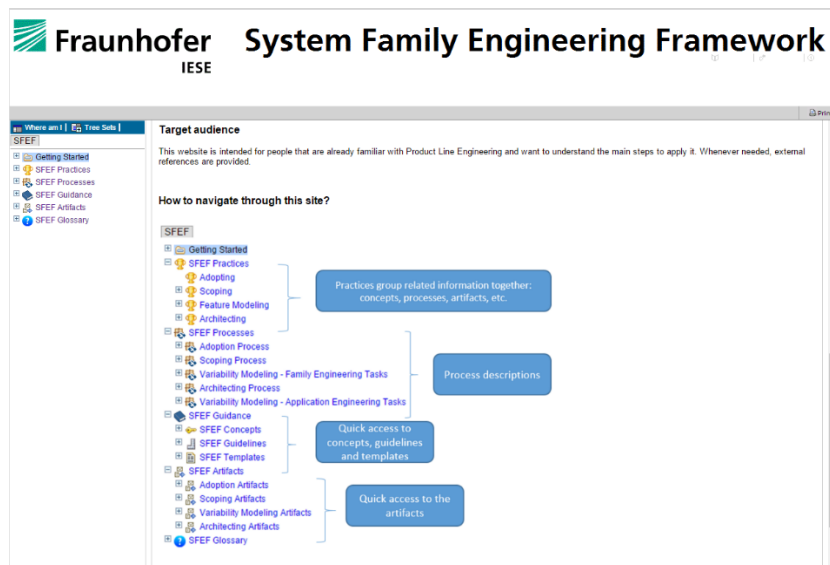 Fraunhofer
IESE
System Family Engineering Framework
Print
Where am I | Tree Sets |
SFEF
Getting Started
SFEF Practices
SFEF Processes
SFEF Guidance
SFEF Artifacts
SFEF Glossary
Target audience
This website is intended for people that are already familiar with Product Line Engineering and want to understand the main steps to apply it. Whenever needed, external
references are provided.
How to navigate through this site?
SFEF
Getting Started
SFEF Practices
Adopting
Scoping
Feature Modeling
Architecting
Practices group related information together:
concepts, processes, artifacts, etc.
SFEF Processes
Adoption Process
Scoping Process
Variability Modeling - Family Engineering Tasks
Architecting Process
Variability Modeling - Application Engineering Tasks
Process descriptions
SFEF Guidance
SFEF Concepts
SFEF Guidelines
SFEF Templates
Quick access to
concepts, guidelines
and templates
SFEF Artifacts
Adoption Artifacts
Scoping Artifacts
Variability Modeling Artifacts
Architecting Artifacts
Quick access to the
artifacts
SFEF Glossary